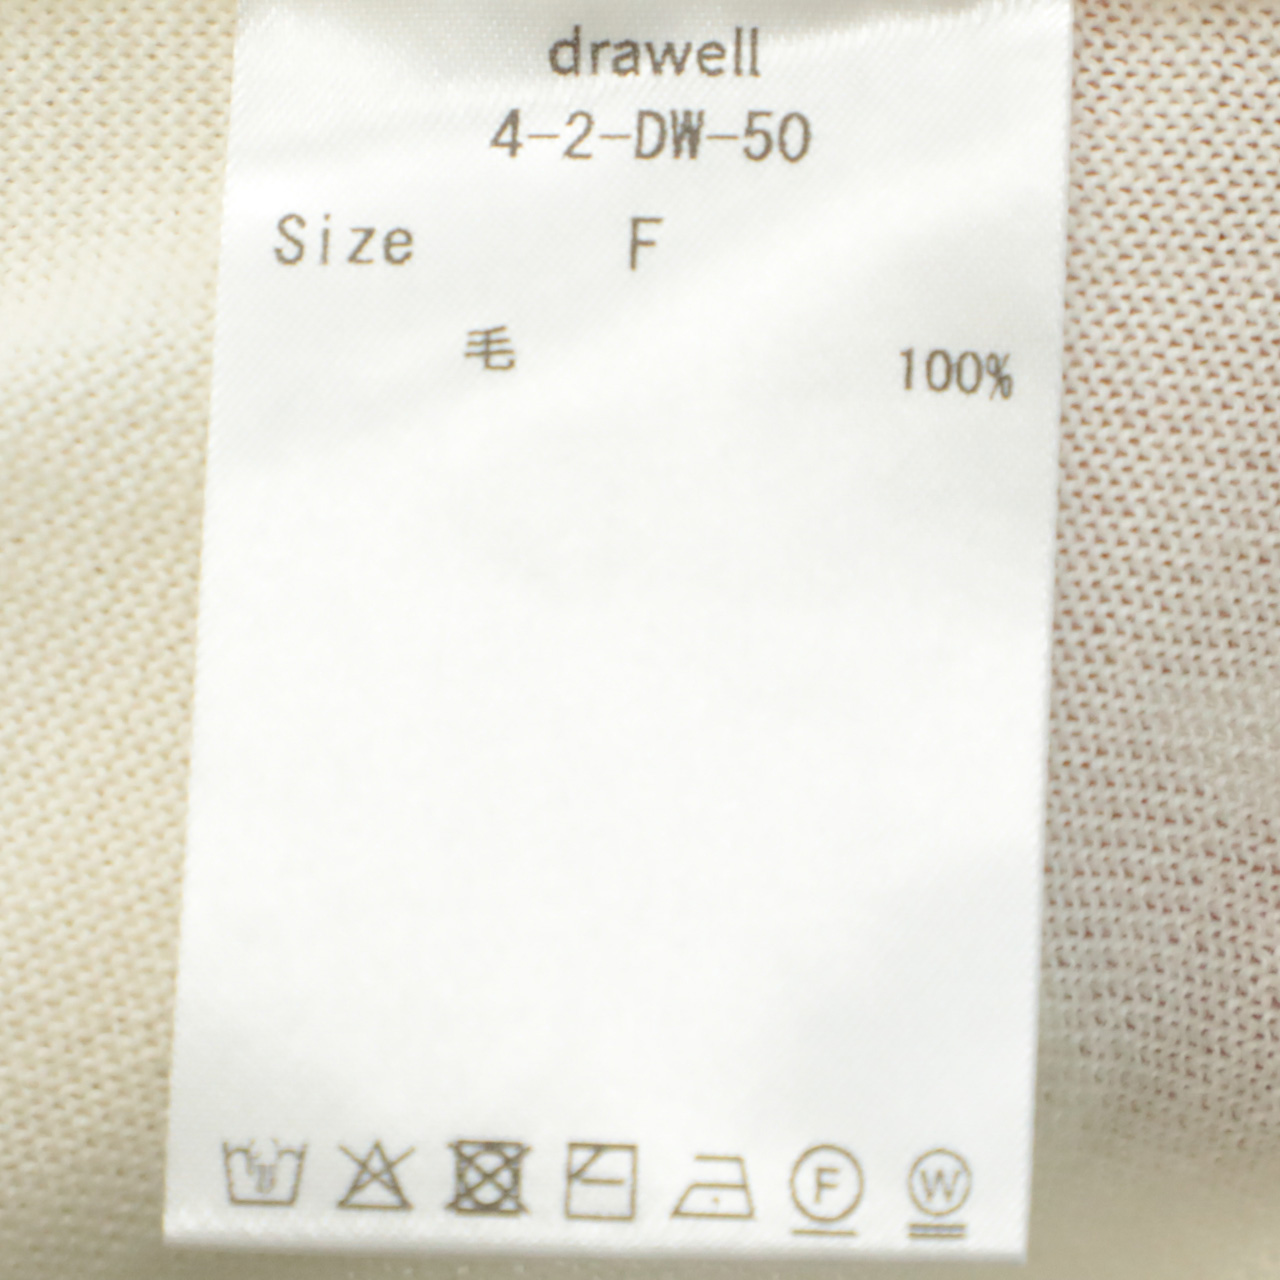 drawell
4-2-DW-50
Size F
毛 100%
F W